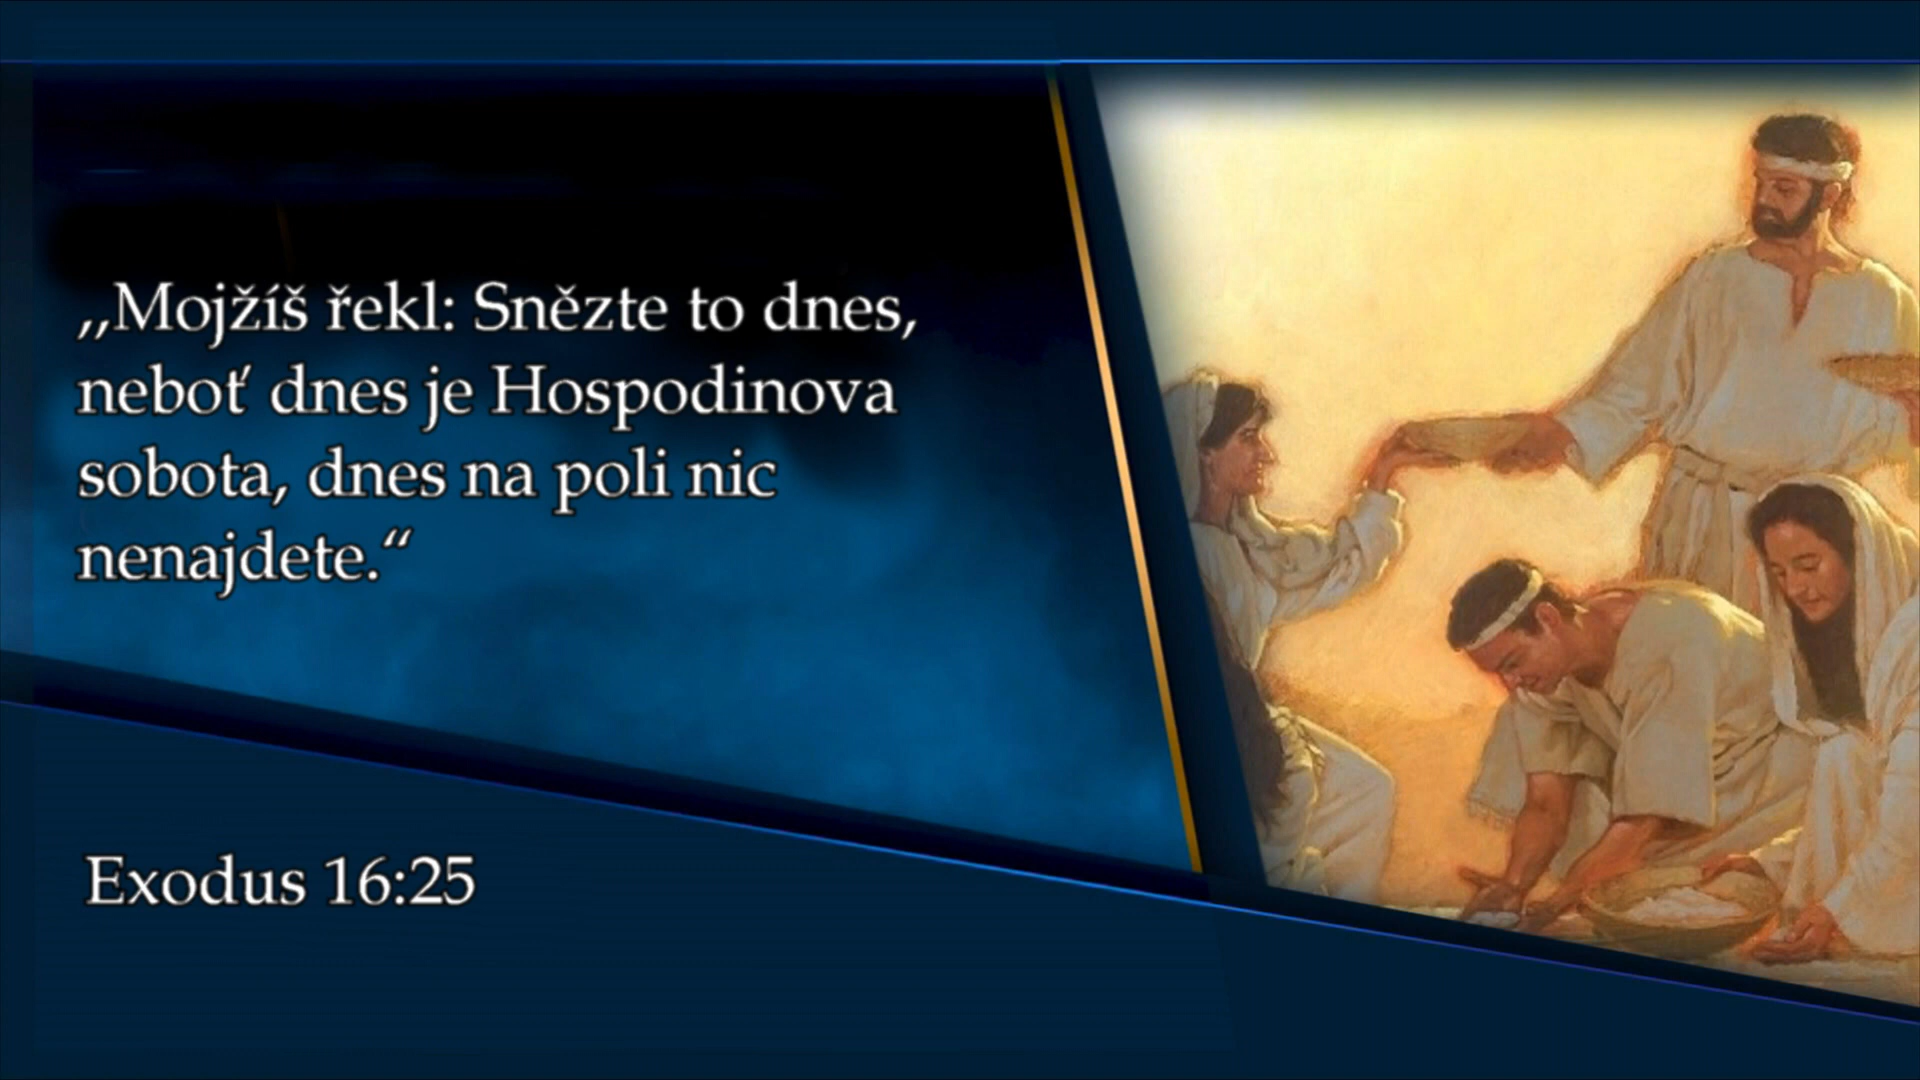 ,,Mojžíš řekl: Snězte to dnes,
neboť dnes je Hospodinova
sobota, dnes na poli nic
nenajdete.“
Exodus 16:25